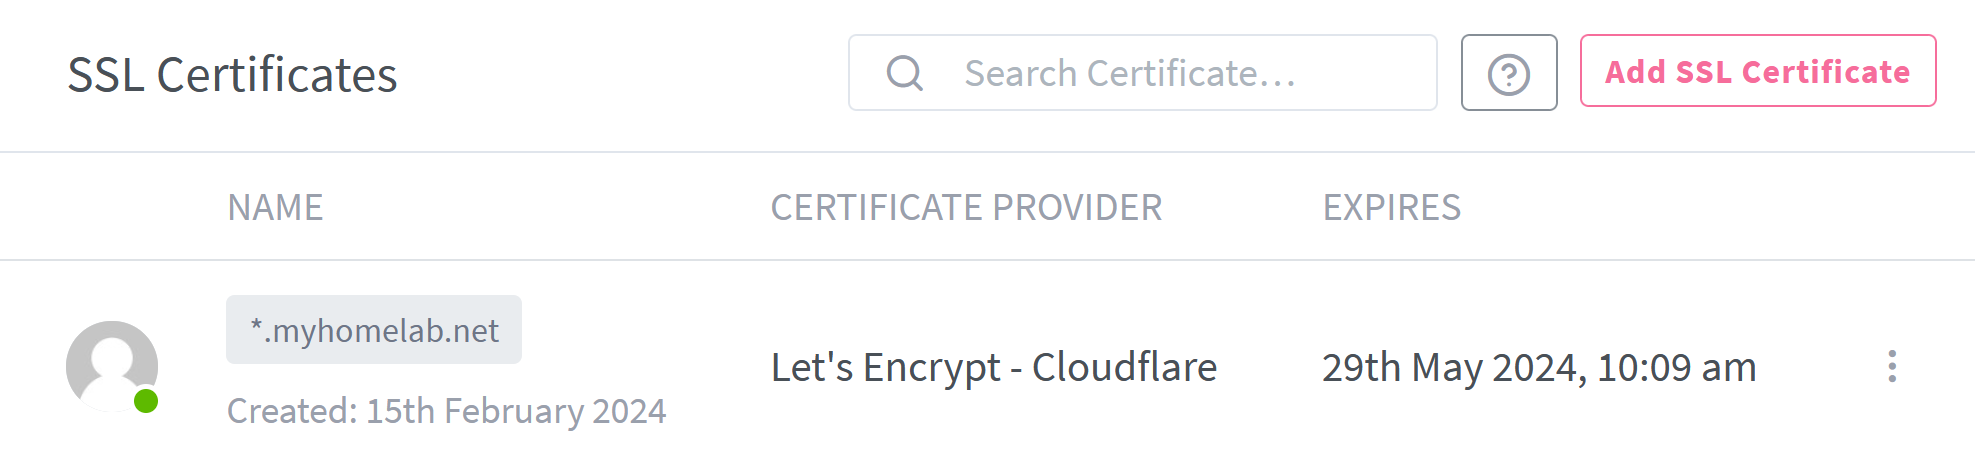 SSL Certificates
Search Certificate…
Add SSL Certificate
NAME
CERTIFICATE PROVIDER
EXPIRES
*.myhomelab.net
Created: 15th February 2024
Let's Encrypt - Cloudflare
29th May 2024, 10:09 am